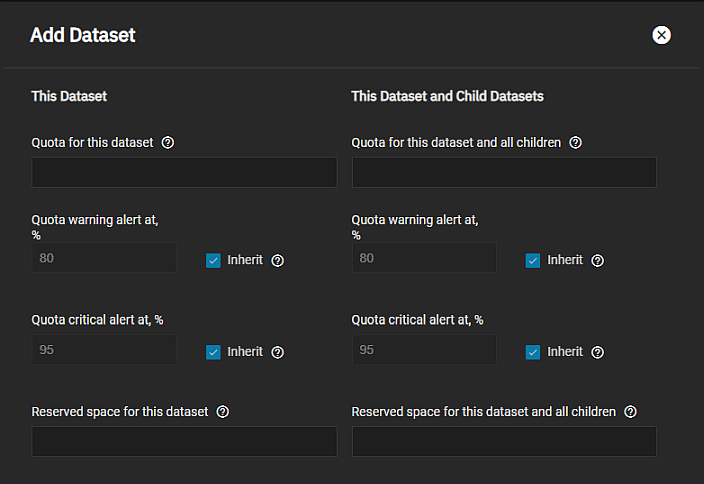 Add Dataset
This Dataset
This Dataset and Child Datasets
Quota for this dataset
Quota for this dataset and all children
Quota warning alert at,
%
80
Inherit
Quota warning alert at,
%
80
Inherit
Quota critical alert at, %
95
Inherit
Quota critical alert at, %
95
Inherit
Reserved space for this dataset
Reserved space for this dataset and all children